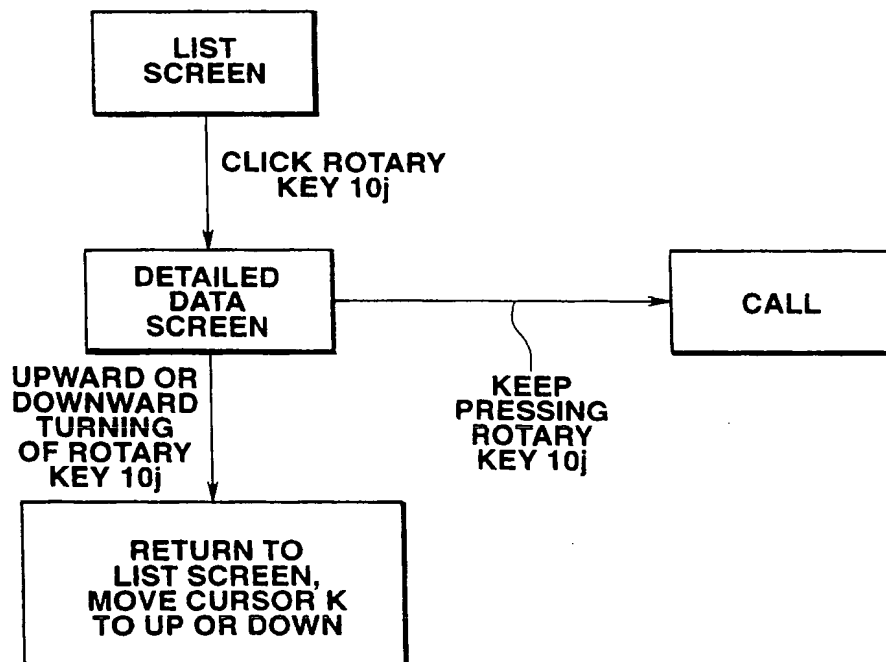 LIST
SCREEN
CLICK ROTARY
KEY 10j
DETAILED
DATA
SCREEN
CALL
UPWARD OR
DOWNWARD
TURNING
OF ROTARY
KEY 10j
KEEP
PRESSING
ROTARY
KEY 10j
RETURN TO
LIST SCREEN,
MOVE CURSOR K
TO UP OR DOWN